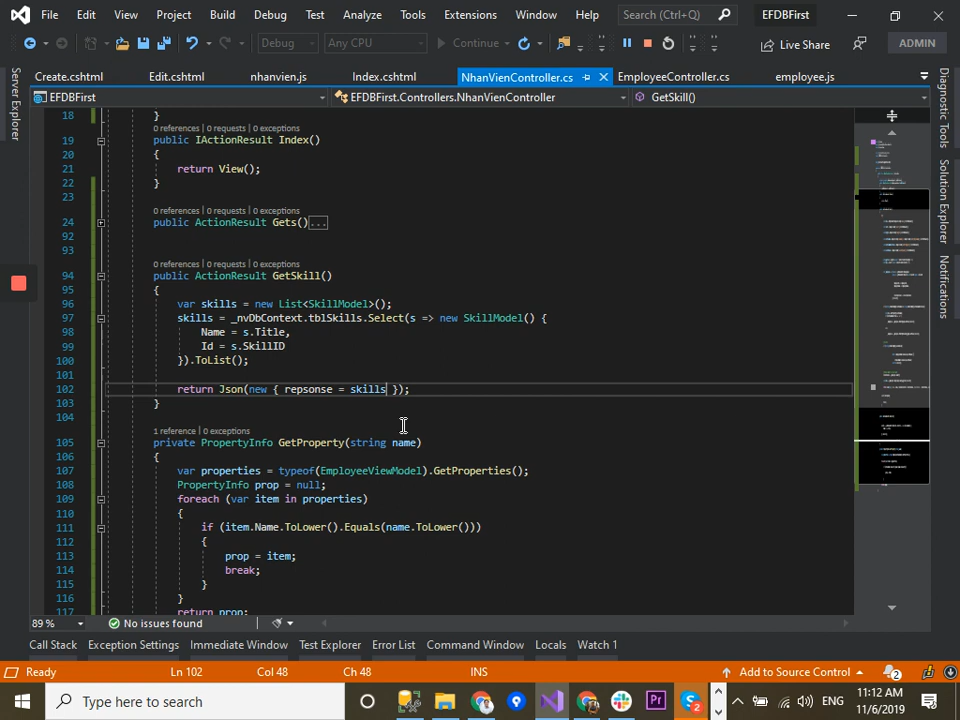 File Edit View Project Build Debug Test Analyze Tools Extensions Window Help Search (Ctrl+Q) EFDBFirst
Debug Any CPU Continue Live Share ADMIN
Server Explorer
Create.cshtml Edit.cshtml nhanvien.js Index.cshtml NhanVienController.cs EmployeeController.cs employee.js
EFDBFirst EFDBFirst.Controllers.NhanVienController GetSkill()
18 }
0 references | 0 requests | 0 exceptions
19 public IActionResult Index()
20 {
21 return View();
22 }
23
0 references | 0 requests | 0 exceptions
24 public ActionResult Gets()...
92
93
0 references | 0 requests | 0 exceptions
94 public ActionResult GetSkill()
95 {
96 var skills = new List<SkillModel>();
97 skills = _nvDbContext.tblSkills.Select(s => new SkillModel() {
98 Name = s.Title,
99 Id = s.SkillID
100 }).ToList();
101
102 return Json(new { repsonse = skills });
103 }
104
1 reference | 0 exceptions
105 private PropertyInfo GetProperty(string name)
106 {
107 var properties = typeof(EmployeeViewModel).GetProperties();
108 PropertyInfo prop = null;
109 foreach (var item in properties)
110 {
111 if (item.Name.ToLower().Equals(name.ToLower()))
112 {
113 prop = item;
114 break;
115 }
116 }
117 return prop;
Diagnostic Tools
Solution Explorer
Notifications
89 % No issues found
Call Stack Exception Settings Immediate Window Test Explorer Error List Command Window Locals Watch 1
Ready Ln 102 Col 48 Ch 48 INS Add to Source Control 2
Type here to search Pr 2 ENG 11:12 AM
11/6/2019